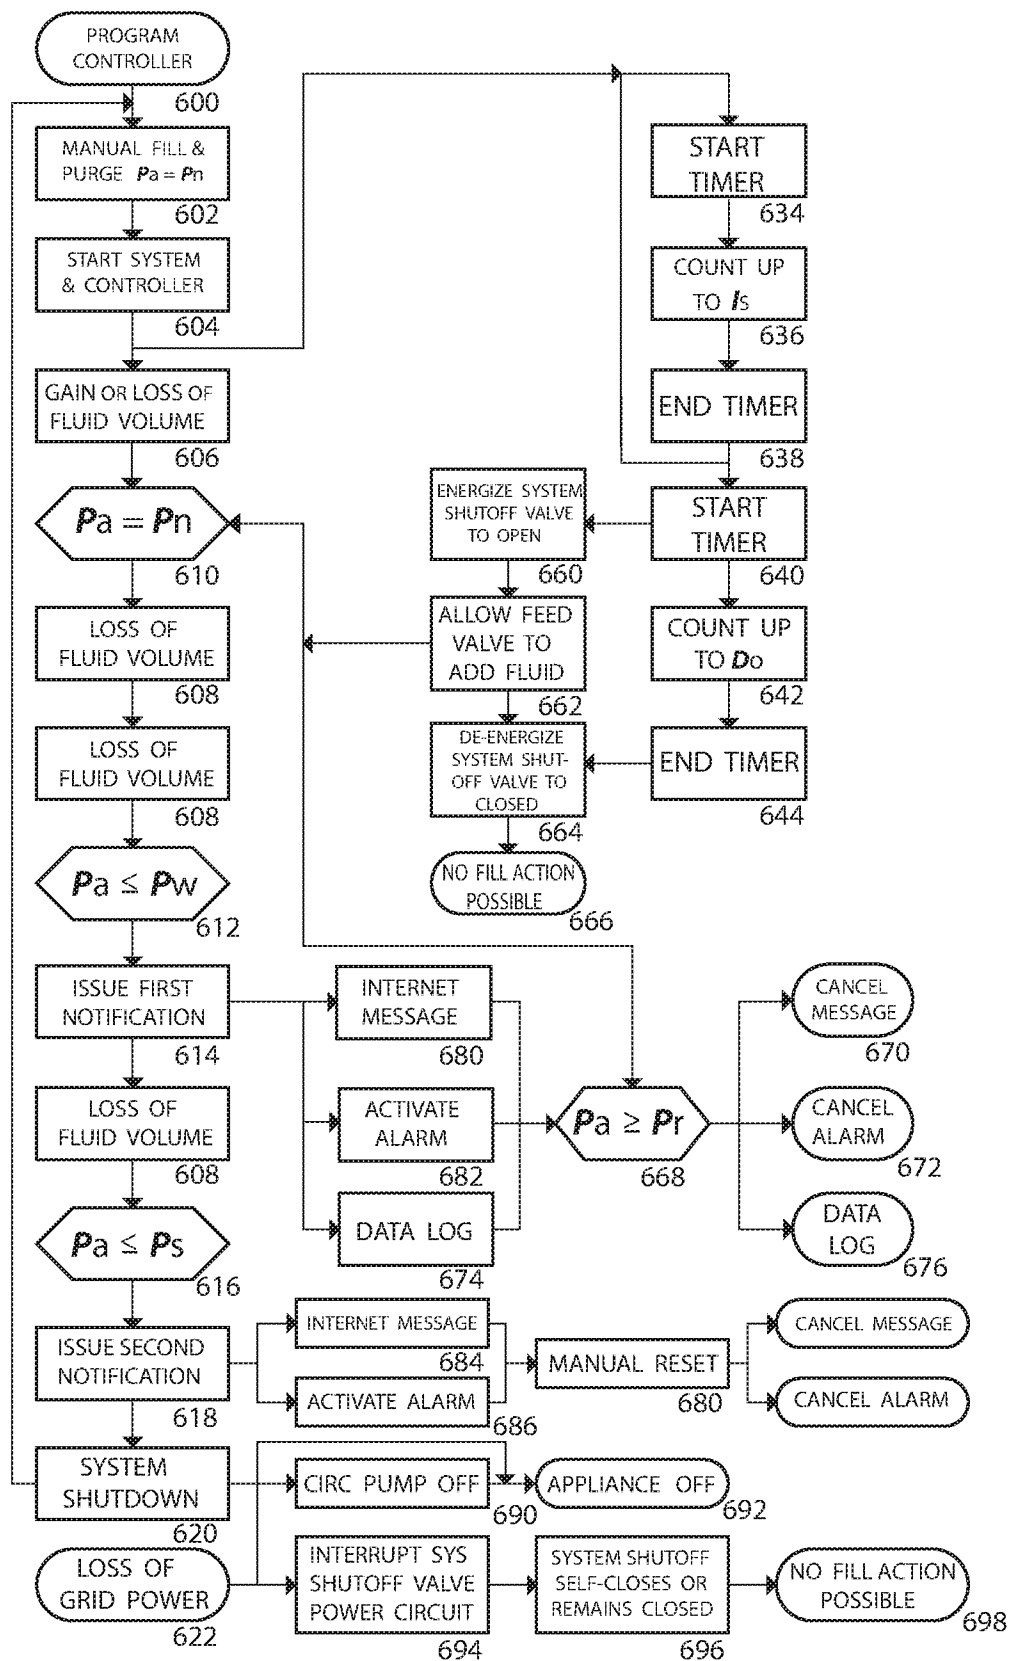 PROGRAM
CONTROLLER
600
MANUAL FILL &
PURGE Pa = Pn
602
START SYSTEM
& CONTROLLER
604
GAIN OR LOSS OF
FLUID VOLUME
606
Pa = Pn
610
LOSS OF
FLUID VOLUME
608
LOSS OF
FLUID VOLUME
608
Pa ≤ Pw
612
ISSUE FIRST
NOTIFICATION
614
LOSS OF
FLUID VOLUME
608
Pa ≤ Ps
616
ISSUE SECOND
NOTIFICATION
618
SYSTEM
SHUTDOWN
620
LOSS OF
GRID POWER
622
START
TIMER
634
COUNT UP
TO Is
636
END TIMER
638
START
TIMER
640
COUNT UP
TO Do
642
END TIMER
644
ENERGIZE SYSTEM
SHUTOFF VALVE
TO OPEN
660
ALLOW FEED
VALVE TO
ADD FLUID
662
DE-ENERGIZE
SYSTEM SHUT-
OFF VALVE TO
CLOSED
664
NO FILL ACTION
POSSIBLE
666
INTERNET
MESSAGE
680
ACTIVATE
ALARM
682
DATA LOG
674
Pa ≥ Pr
668
CANCEL
MESSAGE
670
CANCEL
ALARM
672
DATA
LOG
676
INTERNET MESSAGE
684
ACTIVATE ALARM
686
MANUAL RESET
680
CANCEL MESSAGE
CANCEL ALARM
CIRC PUMP OFF
690
APPLIANCE OFF
692
INTERRUPT SYS
SHUTOFF VALVE
POWER CIRCUIT
694
SYSTEM SHUTOFF
SELF-CLOSES OR
REMAINS CLOSED
696
NO FILL ACTION
POSSIBLE
698